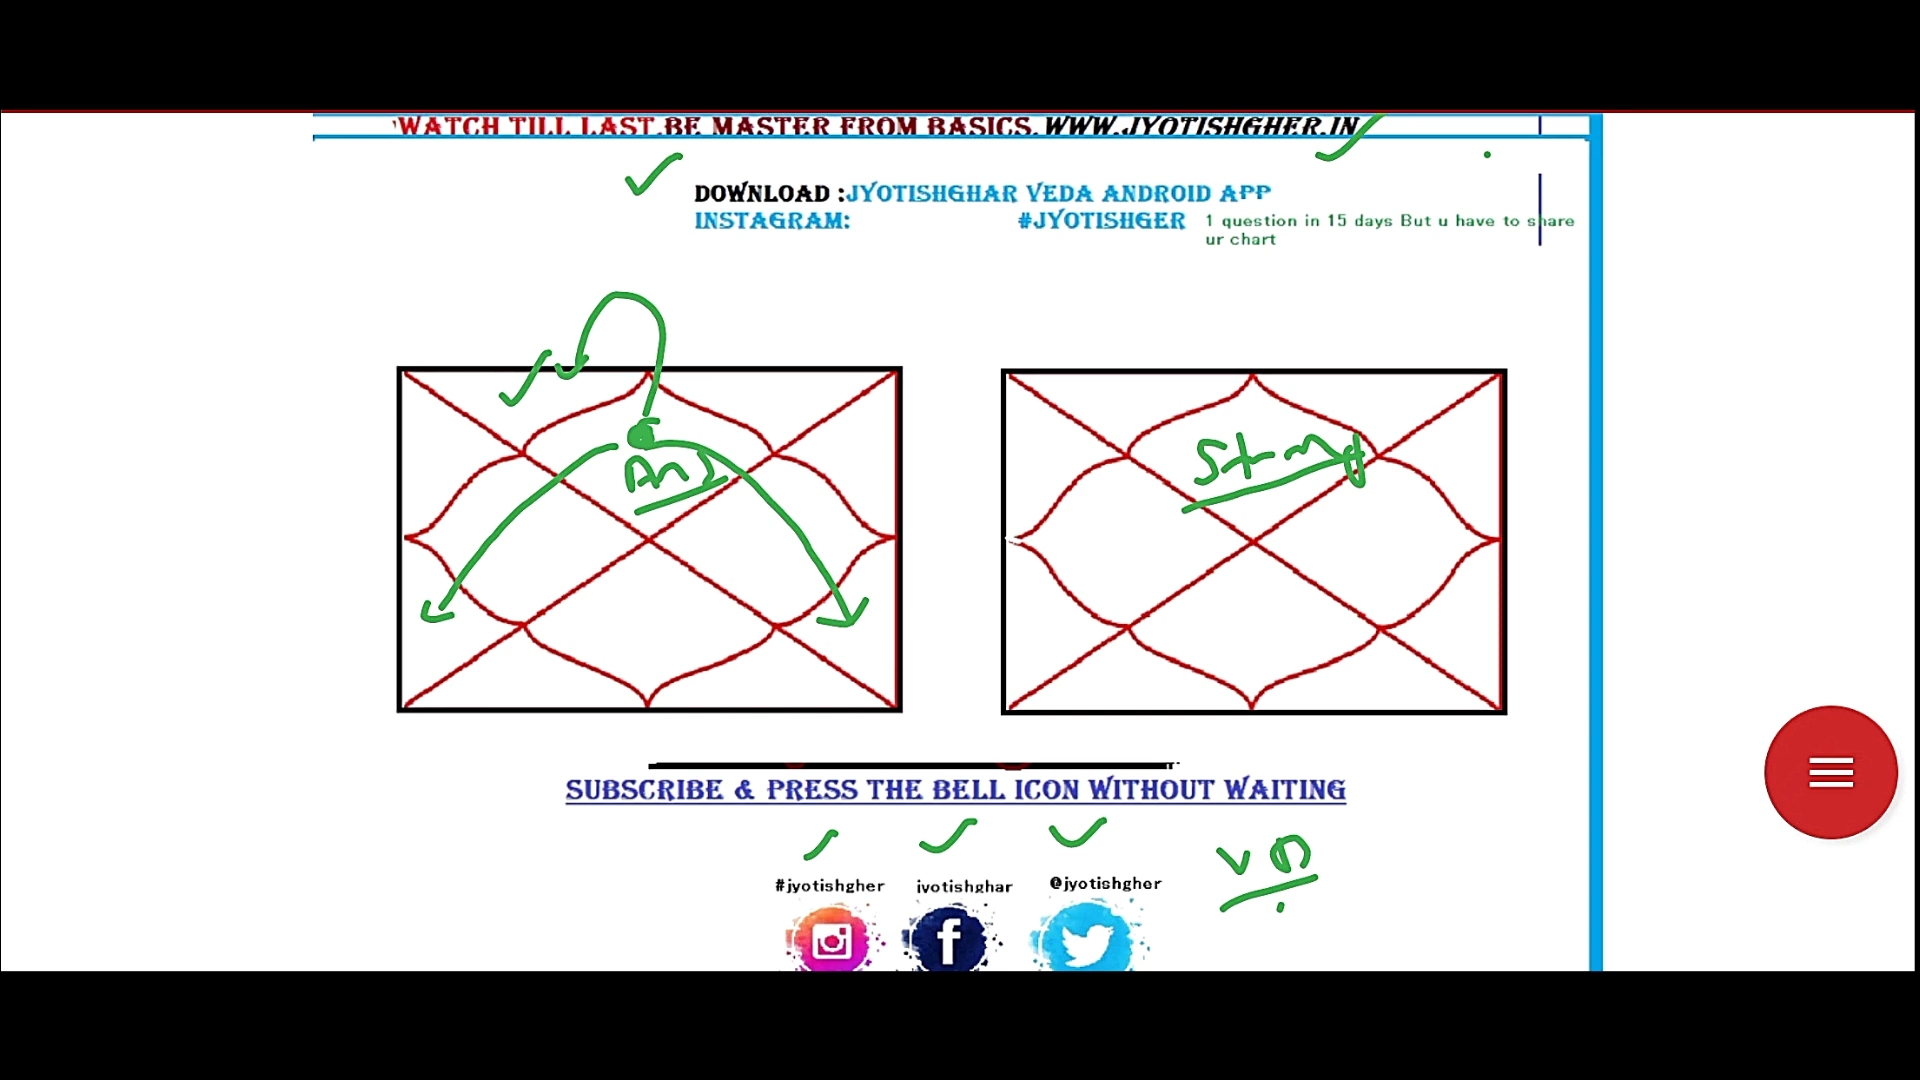 WATCH TILL LAST.BE MASTER FROM BASICS. WWW.JYOTISHGHER.IN
DOWNLOAD :JYOTISHGHAR VEDA ANDROID APP
INSTAGRAM: #JYOTISHGER
1 question in 15 days But u have to share
ur chart
SUBSCRIBE & PRESS THE BELL ICON WITHOUT WAITING
#jyotishgher jyotishghar @jyotishgher